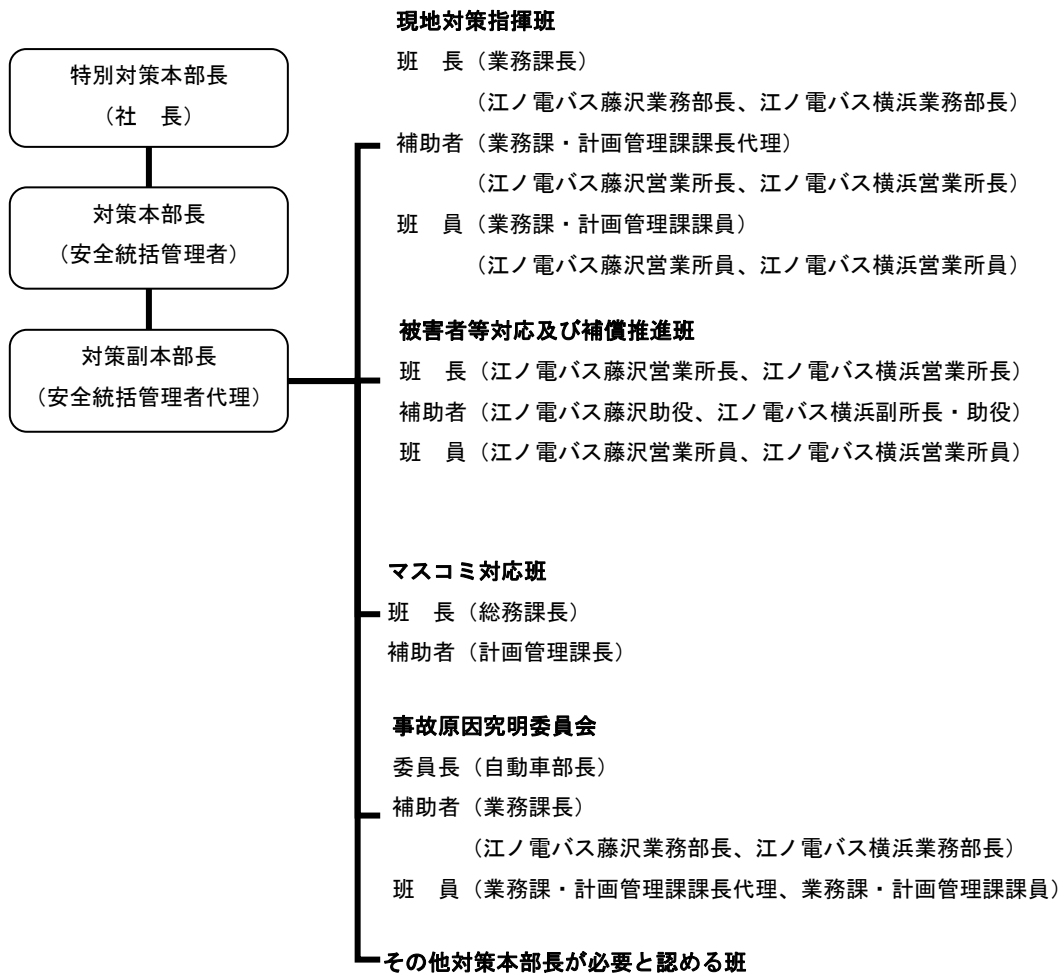 特別対策本部長
（社　長）
対策本部長
（安全統括管理者）
対策副本部長
（安全統括管理者代理）
現地対策指揮班
班　長（業務課長）
（江ノ電バス藤沢業務部長、江ノ電バス横浜業務部長）
補助者（業務課・計画管理課課長代理）
（江ノ電バス藤沢営業所長、江ノ電バス横浜営業所長）
班　員（業務課・計画管理課課員）
（江ノ電バス藤沢営業所員、江ノ電バス横浜営業所員）
被害者等対応及び補償推進班
班　長（江ノ電バス藤沢営業所長、江ノ電バス横浜営業所長）
補助者（江ノ電バス藤沢助役、江ノ電バス横浜副所長・助役）
班　員（江ノ電バス藤沢営業所員、江ノ電バス横浜営業所員）
マスコミ対応班
班　長（総務課長）
補助者（計画管理課長）
事故原因究明委員会
委員長（自動車部長）
補助者（業務課長）
（江ノ電バス藤沢業務部長、江ノ電バス横浜業務部長）
班　員（業務課・計画管理課課長代理、業務課・計画管理課課員）
その他対策本部長が必要と認める班